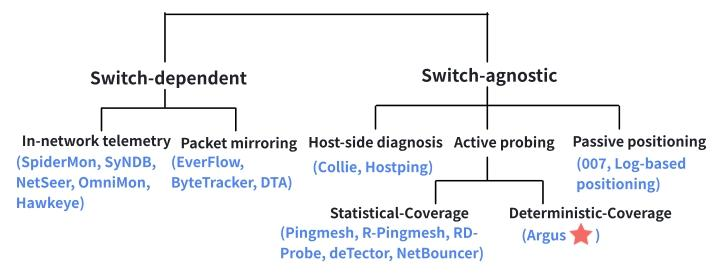 Switch-dependent
Switch-agnostic
In-network telemetry
(SpiderMon, SyNDB,
NetSeer, OmniMon,
Hawkeye)
Packet mirroring
(EverFlow,
ByteTracker, DTA)
Host-side diagnosis
(Collie, Hostping)
Active probing
Passive positioning
(007, Log-based
positioning)
Statistical-Coverage
(Pingmesh, R-Pingmesh, RD-
Probe, deTector, NetBouncer)
Deterministic-Coverage
(Argus )